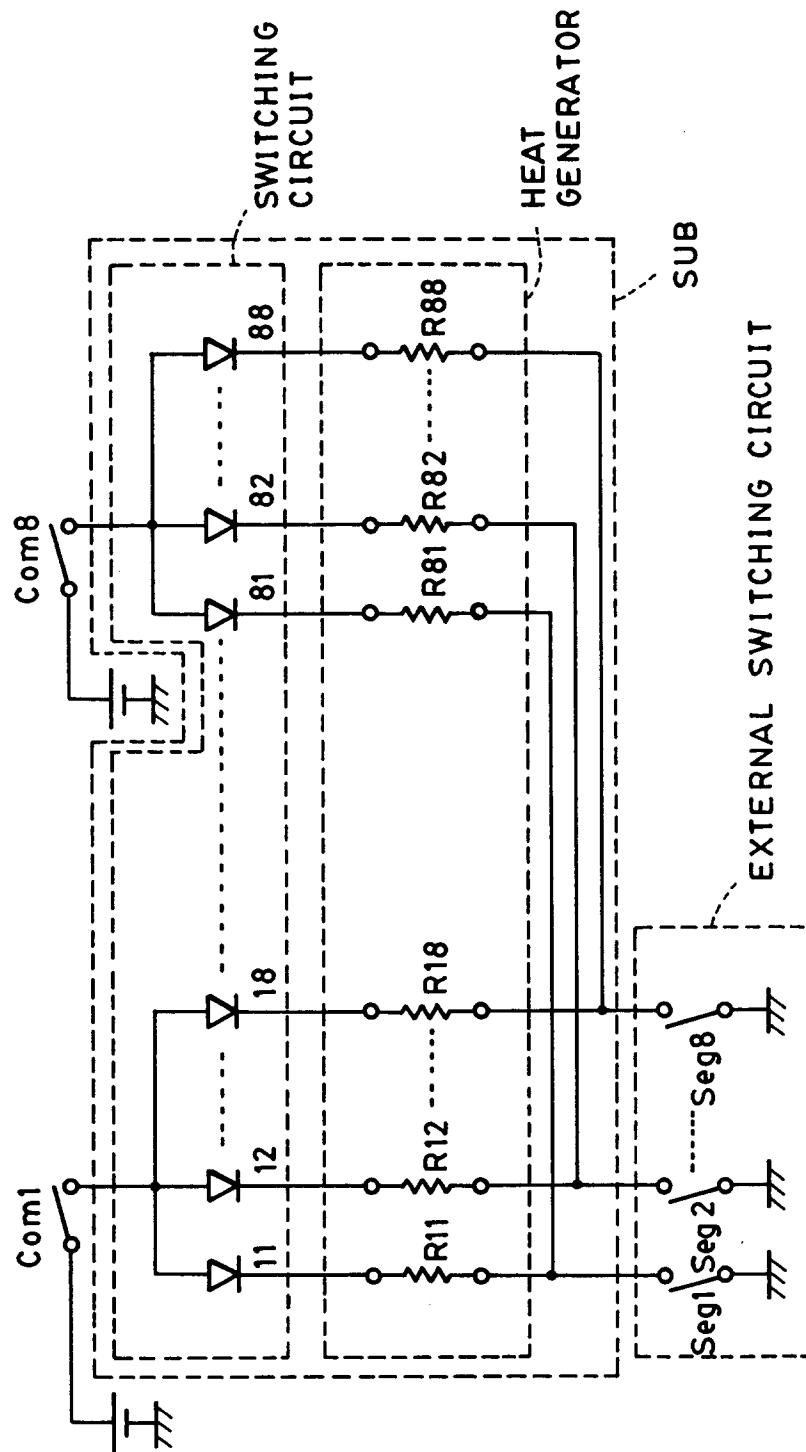 Com1
Com8
11
12
18
81
82
88
SWITCHING
CIRCUIT
R11
R12
R18
R81
R82
R88
HEAT
GENERATOR
SUB
Seg1
Seg2
Seg8
EXTERNAL SWITCHING CIRCUIT